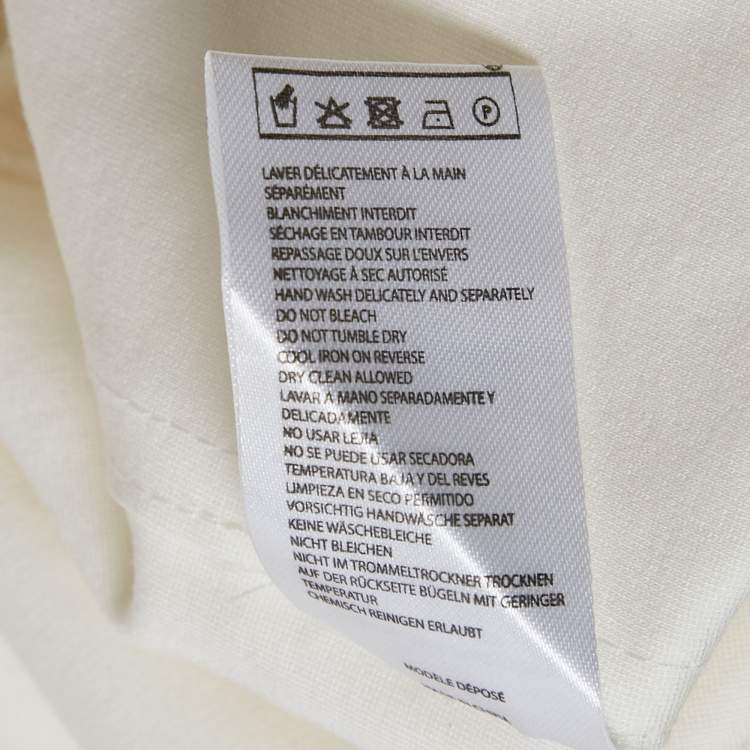 P
LAVER DÉLICATEMENT À LA MAIN
SÉPARÉMENT
BLANCHIMENT INTERDIT
SÉCHAGE EN TAMBOUR INTERDIT
REPASSAGE DOUX SUR L'ENVERS
NETTOYAGE À SEC AUTORISÉ
HAND WASH DELICATELY AND SEPARATELY
DO NOT BLEACH
DO NOT TUMBLE DRY
COOL IRON ON REVERSE
DRY CLEAN ALLOWED
LAVAR A MANO SEPARADAMENTE Y
DELICADAMENTE
NO USAR LEJIA
NO SE PUEDE USAR SECADORA
TEMPERATURA BAJA Y DEL REVES
LIMPIEZA EN SECO PERMITIDO
VORSICHTIG HANDWÄSCHE SEPARAT
KEINE WÄSCHEBLEICHE
NICHT BLEICHEN
NICHT IM TROMMELTROCKNER TROCKNEN
AUF DER RÜCKSEITE BÜGELN MIT GERINGER
TEMPERATUR
CHEMISCH REINIGEN ERLAUBT
MODÈLE DÉPOSÉ